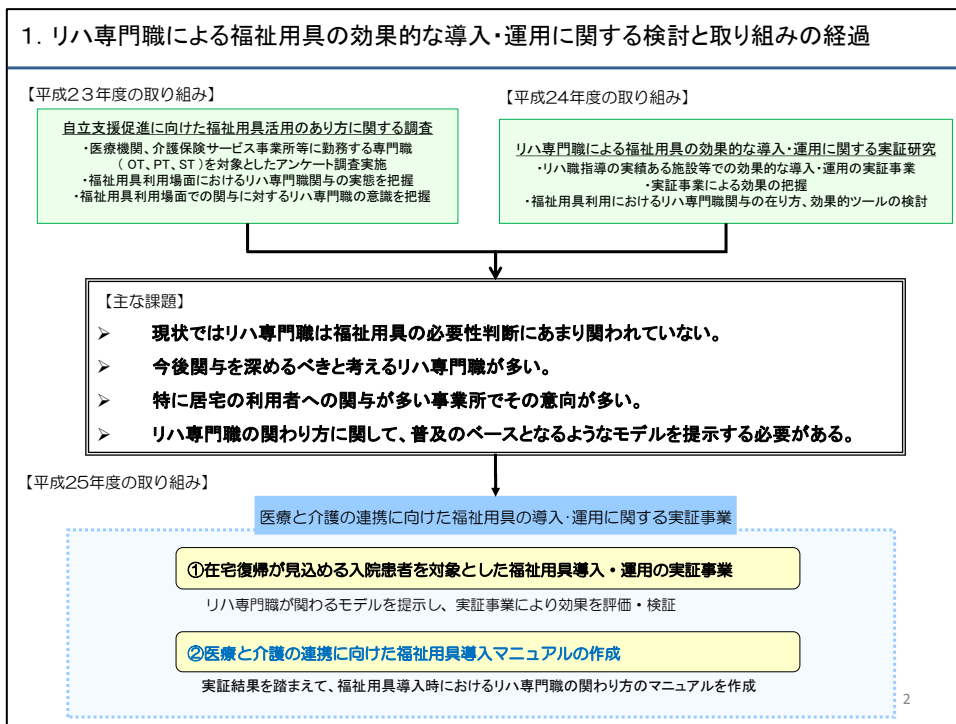 1．リハ専門職による福祉用具の効果的な導入・運用に関する検討と取り組みの経過
【平成２３年度の取り組み】
自立支援促進に向けた福祉用具活用のあり方に関する調査
・医療機関、介護保険サービス事業所等に勤務する専門職
（OT、PT、ST）を対象としたアンケート調査実施
・福祉用具利用場面におけるリハ専門職関与の実態を把握
・福祉用具利用場面での関与に対するリハ専門職の意識を把握
【平成24年度の取り組み】
リハ専門職による福祉用具の効果的な導入・運用に関する実証研究
・リハ職指導の実績ある施設等での効果的な導入・運用の実証事業
・実証事業による効果の把握
・福祉用具利用におけるリハ専門職関与の在り方、効果的ツールの検討
【主な課題】
➢ 現状ではリハ専門職は福祉用具の必要性判断にあまり関われていない。
➢ 今後関与を深めるべきと考えるリハ専門職が多い。
➢ 特に居宅の利用者への関与が多い事業所でその意向が多い。
➢ リハ専門職の関わり方に関して、普及のベースとなるようなモデルを提示する必要がある。
【平成25年度の取り組み】
医療と介護の連携に向けた福祉用具の導入・運用に関する実証事業
①在宅復帰が見込める入院患者を対象とした福祉用具導入・運用の実証事業
リハ専門職が関わるモデルを提示し、実証事業により効果を評価・検証
②医療と介護の連携に向けた福祉用具導入マニュアルの作成
実証結果を踏まえて、福祉用具導入時におけるリハ専門職の関わり方のマニュアルを作成
2